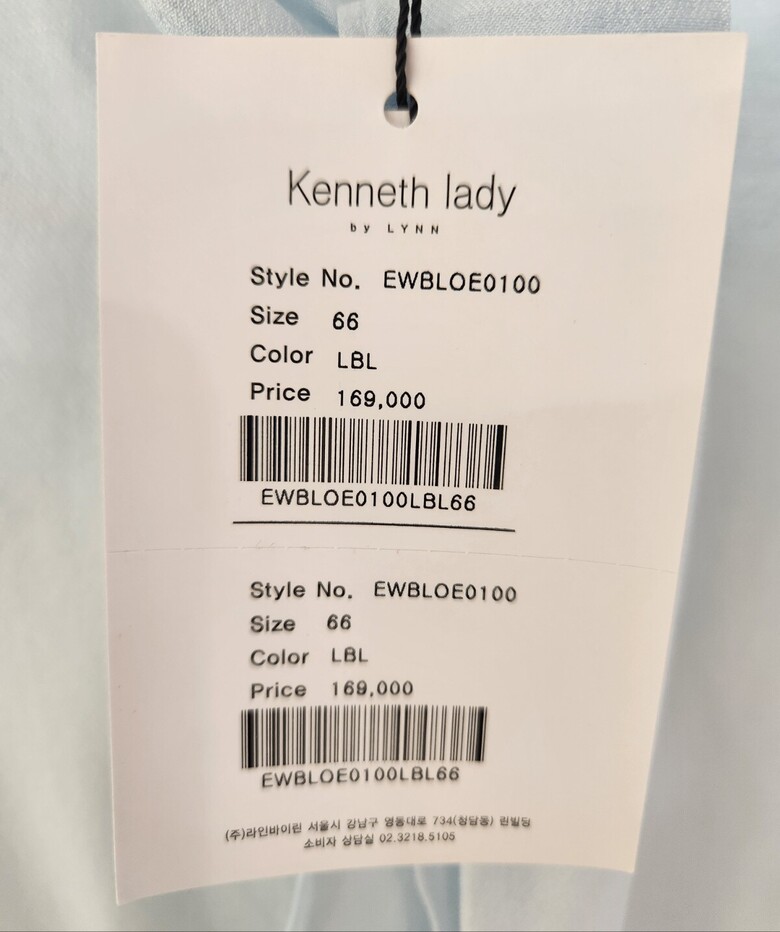 Kenneth lady
by LYNN
Style No. EWBLOE0100
Size 66
Color LBL
Price 169,000
EWBLOE0100LBL66
Style No. EWBLOE0100
Size 66
Color LBL
Price 169,000
EWBLOE0100LBL66
(주)라인바이린 서울시 강남구 영동대로 734(청담동) 린빌딩
소비자 상담실 02.3218.5105